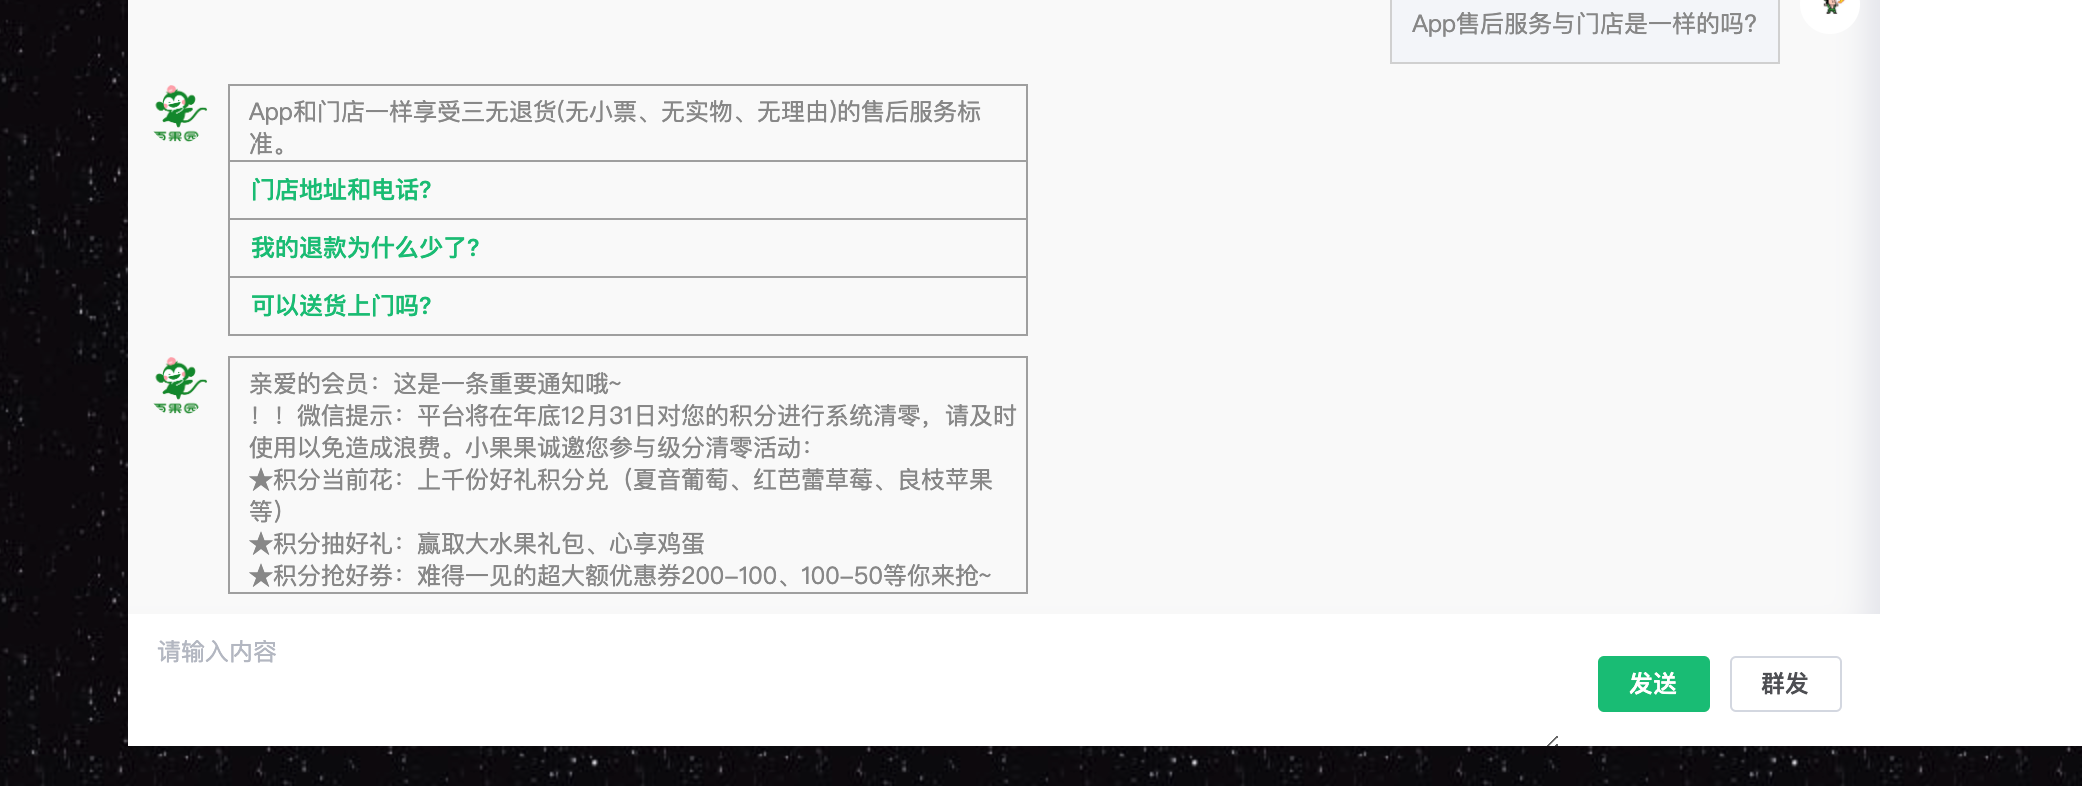 App售后服务与门店是一样的吗?
App和门店一样享受三无退货(无小票、无实物、无理由)的售后服务标
准。
百果园
门店地址和电话?
我的退款为什么少了?
可以送货上门吗?
亲爱的会员：这是一条重要通知哦~
！！微信提示：平台将在年底12月31日对您的积分进行系统清零，请及时
百果园
使用以免造成浪费。小果果诚邀您参与级分清零活动：
★积分当前花：上千份好礼积分兑（夏音葡萄、红芭蕾草莓、良枝苹果
等）
★积分抽好礼：赢取大水果礼包、心享鸡蛋
★积分抢好券：难得一见的超大额优惠券200-100、100-50等你来抢~
请输入内容
发送
群发